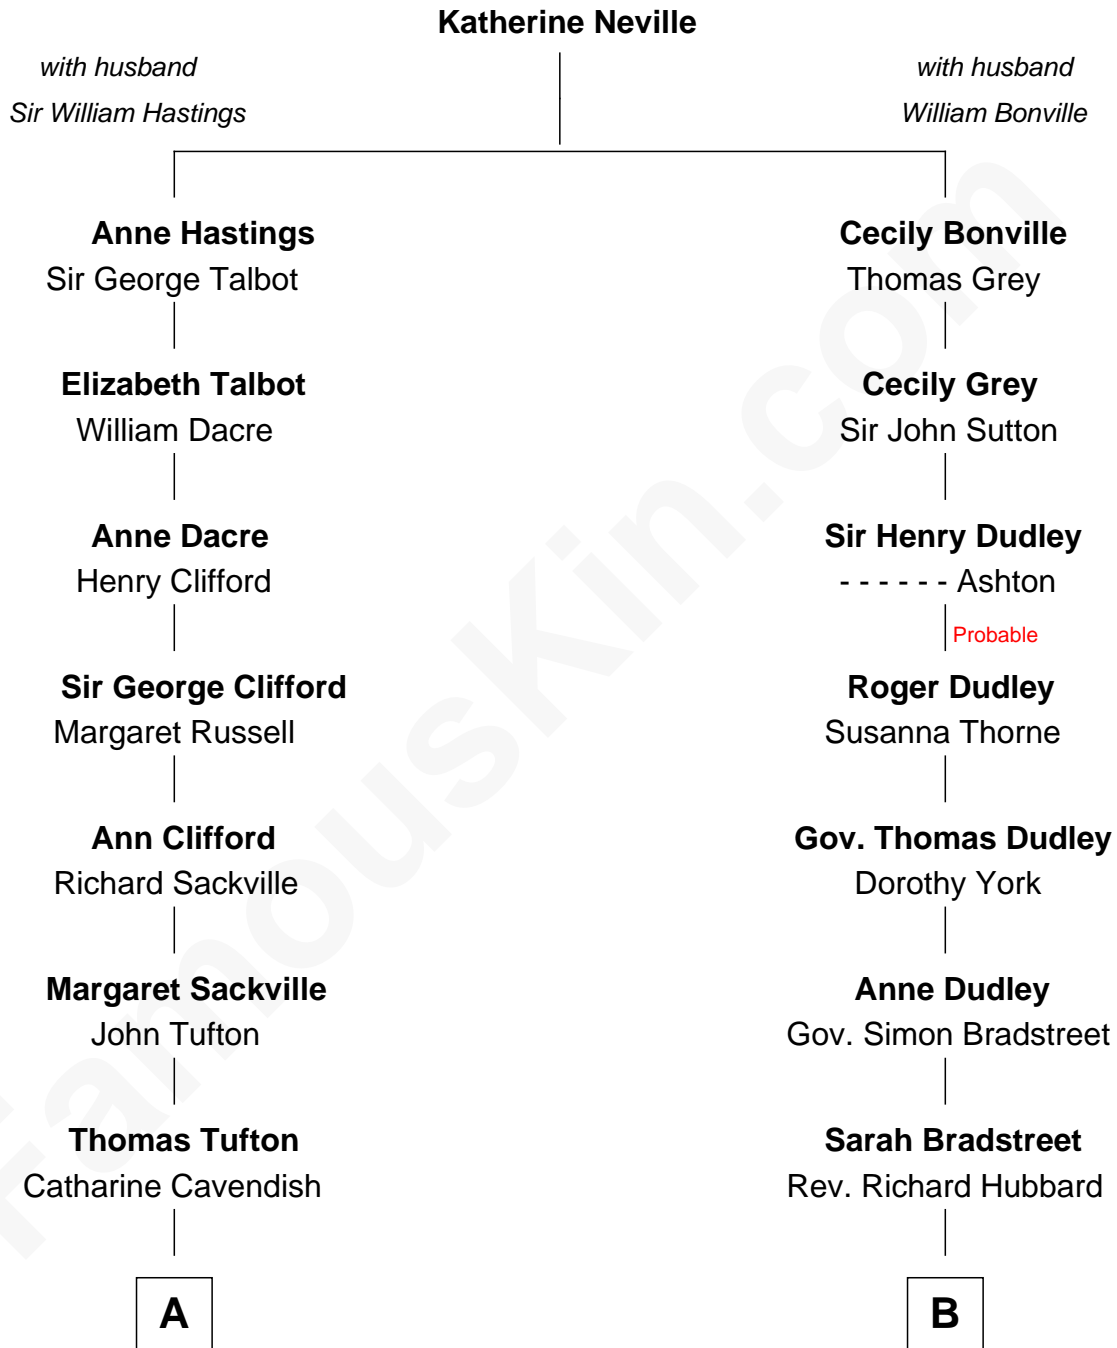 Katherine Neville
with husband
Sir William Hastings
with husband
William Bonville
Anne Hastings
Sir George Talbot
Cecily Bonville
Thomas Grey
Elizabeth Talbot
William Dacre
Cecily Grey
Sir John Sutton
Anne Dacre
Henry Clifford
Sir Henry Dudley
- - - - - - Ashton
Probable
Sir George Clifford
Margaret Russell
Roger Dudley
Susanna Thorne
Ann Clifford
Richard Sackville
Gov. Thomas Dudley
Dorothy York
Margaret Sackville
John Tufton
Anne Dudley
Gov. Simon Bradstreet
Thomas Tufton
Catharine Cavendish
Sarah Bradstreet
Rev. Richard Hubbard
A
B
FamousKin.com